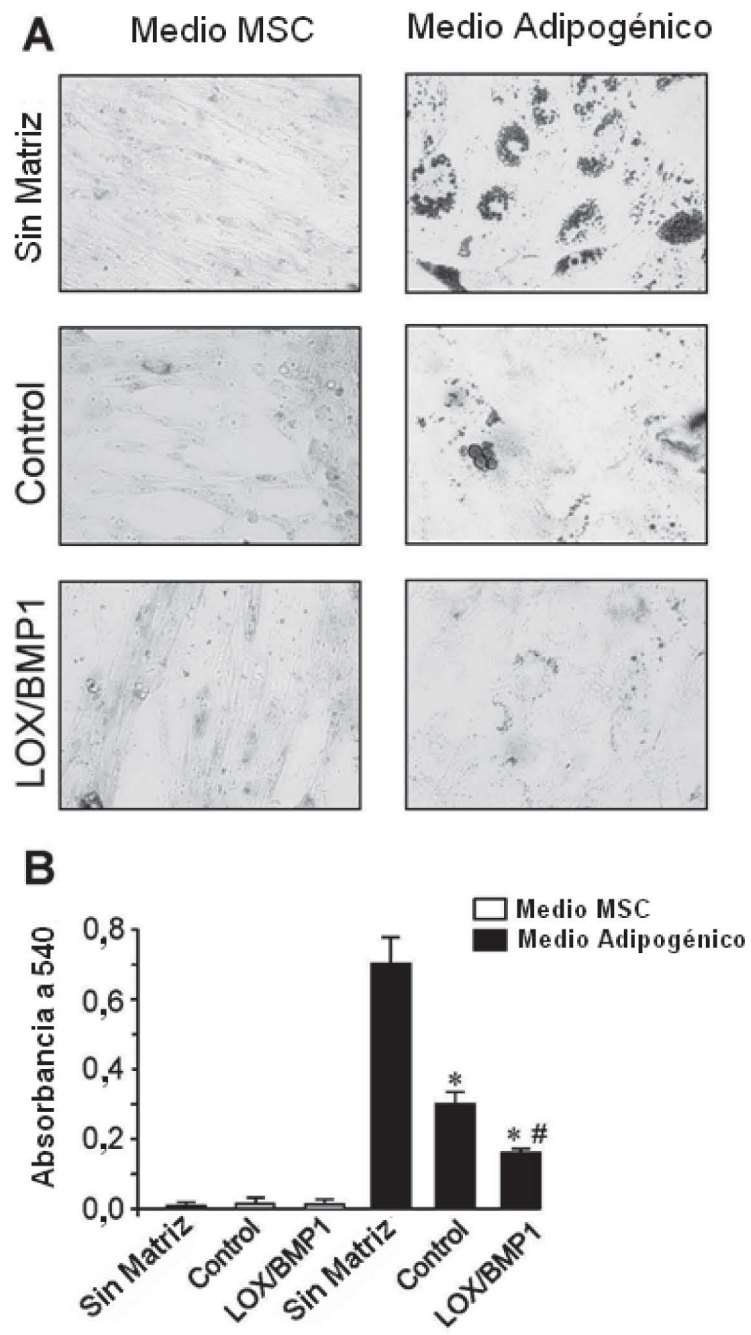 A
Medio MSC
Medio Adipogénico
Sin Matriz
Control
LOX/BMP1
B
Medio MSC
Medio Adipogénico
Absorbancia a 540
0,8
0,6
0,4
0,2
0,0
*
* #
Sin Matriz
Control
LOX/BMP1
Sin Matriz
Control
LOX/BMP1